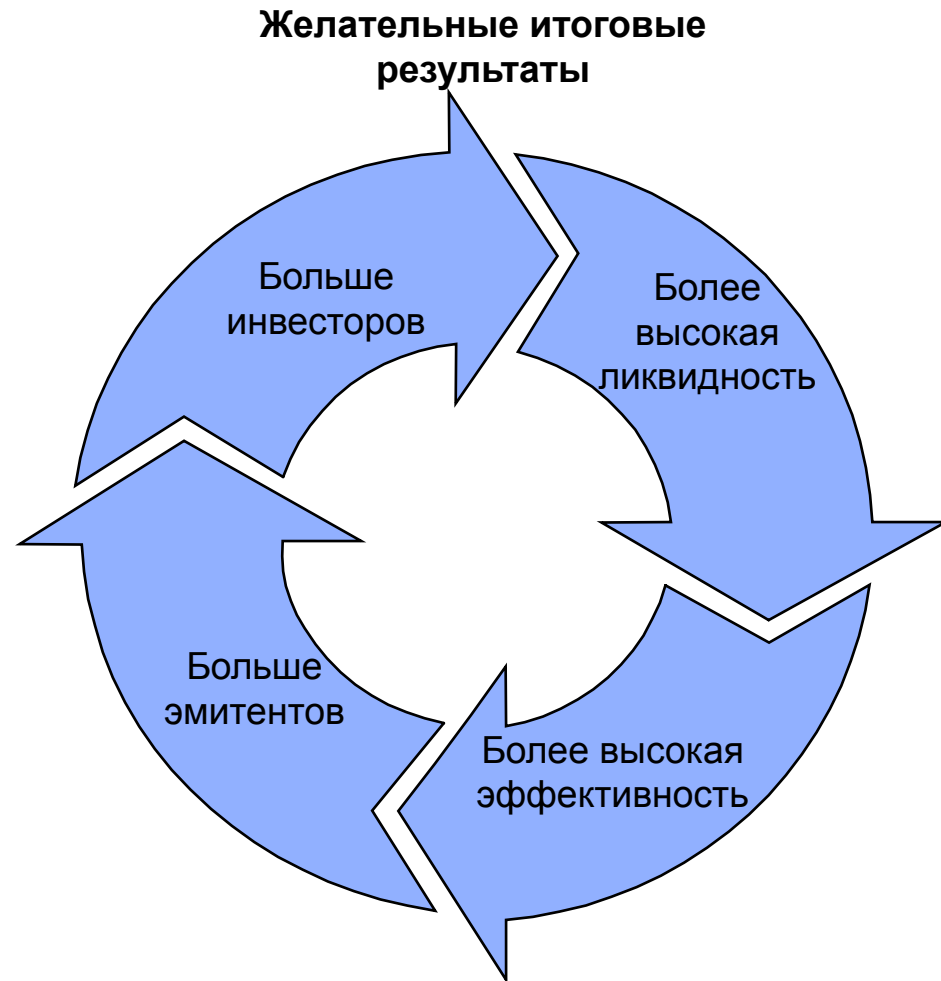 Желательные итоговые
результаты
Больше
инвесторов
Более
высокая
ликвидность
Более высокая
эффективность
Больше
эмитентов